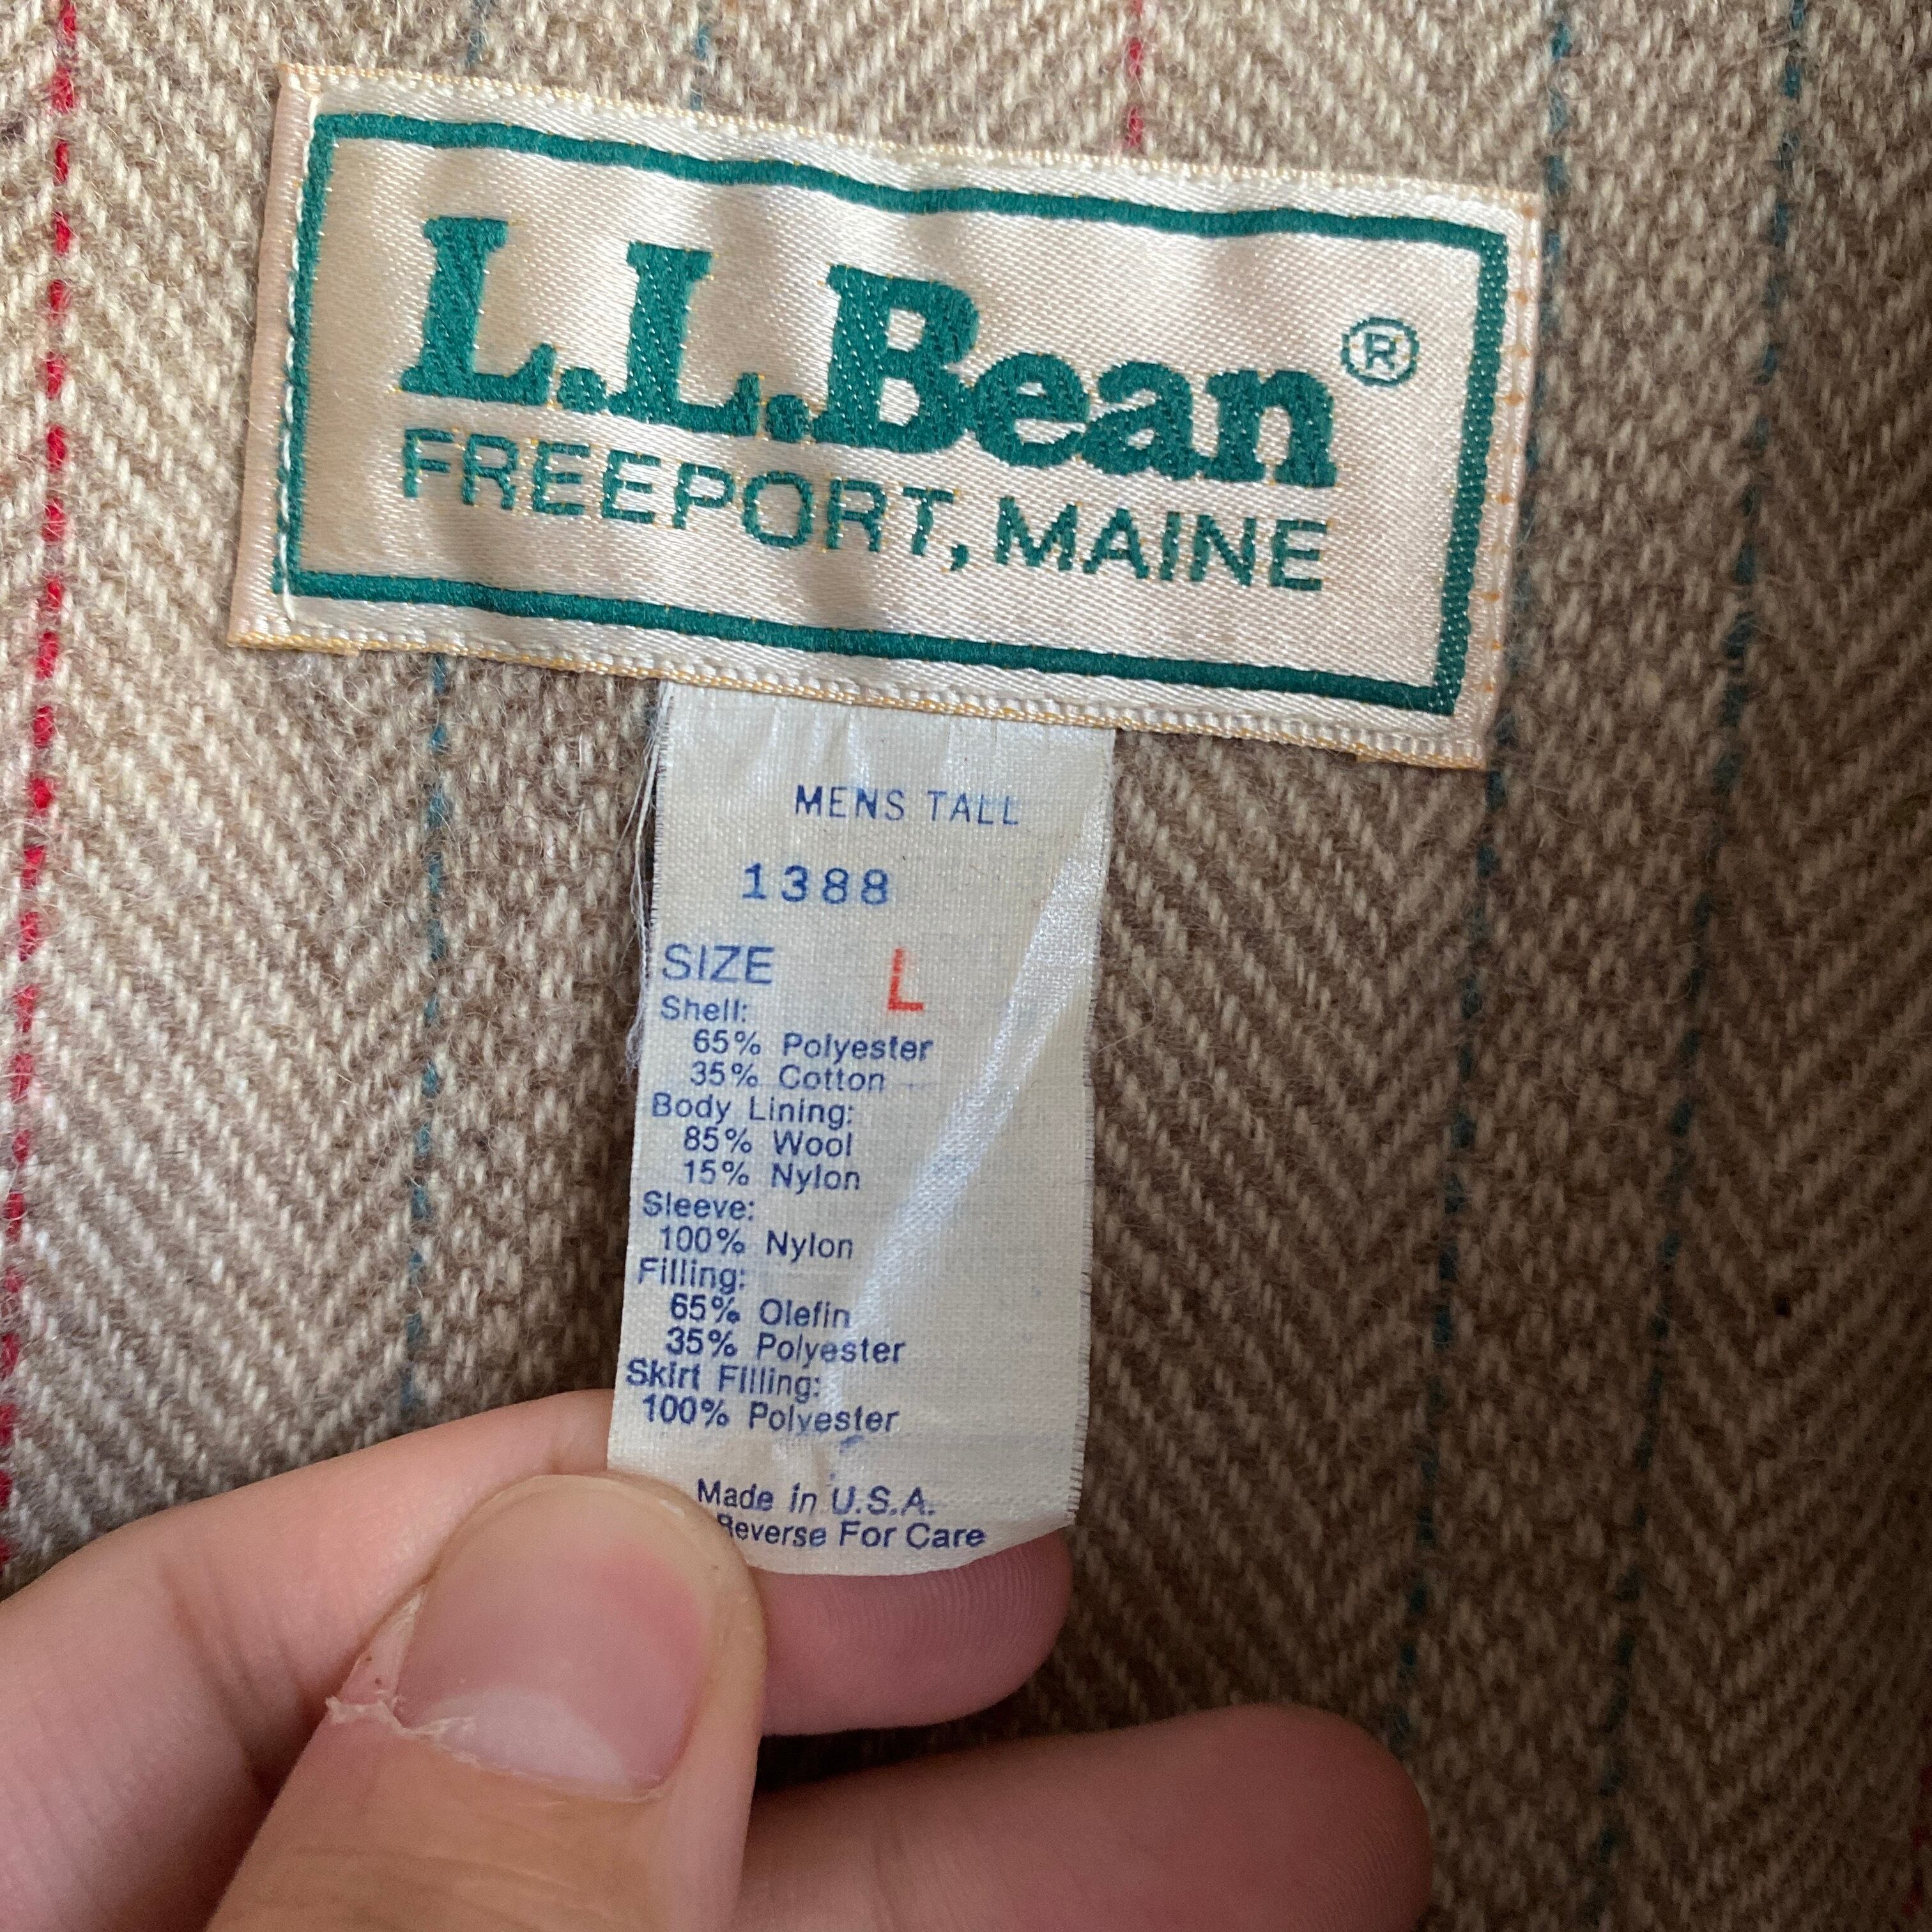 L.L.Bean®
FREEPORT, MAINE
MENS TALL
1388
SIZE L
Shell:
65% Polyester
35% Cotton
Body Lining:
85% Wool
15% Nylon
Sleeve:
100% Nylon
Filling:
65% Olefin
35% Polyester
Skirt Filling:
100% Polyester
Made in U.S.A.
Reverse For Care